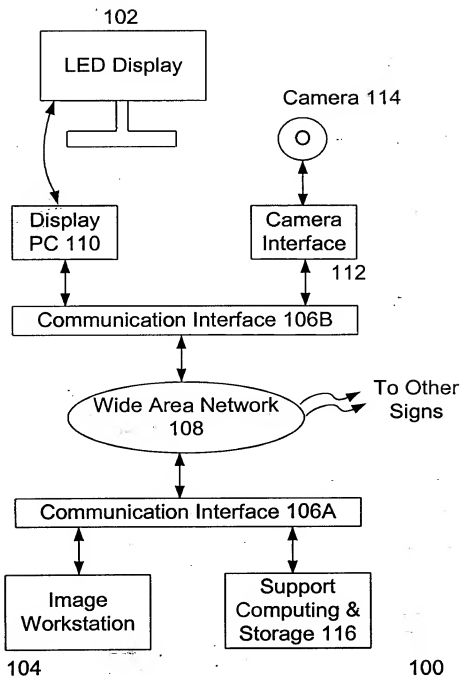 102
LED Display
Camera 114
Display
PC 110
Camera
Interface
112
Communication Interface 106B
Wide Area Network
108
To Other
Signs
Communication Interface 106A
Image
Workstation
Support
Computing &
Storage 116
104
100